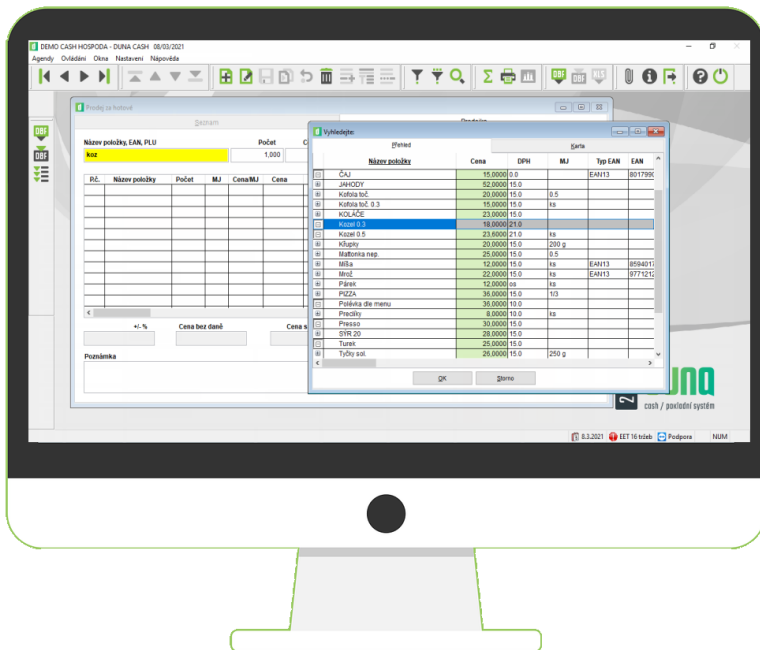 DEMO CASH HOSPODA - DUNA CASH 08/03/2021
Agendy Ovládání Okna Nastavení Nápověda
DBF DBF XLS
DBF
DBF
Prodej za hotové
Seznam
Název položky, EAN, PLU Počet
koz 1,000
P.č. Název položky Počet MJ Cena/MJ Cena
+/- % Cena bez daně Cena s
Poznámka
Vyhledejte:
Přehled Karta
Název položky Cena DPH MJ Typ EAN EAN
ČAJ 15,0000 0.0 EAN13 8017990
JAHODY 52,0000 15.0
Kofola toč. 20,0000 15.0 0.5
Kofola toč. 0.3 15,0000 15.0 ks
KOLÁČE 23,0000 15.0
Kozel 0.3 18,0000 21.0
Kozel 0.5 23,6000 21.0 ks
Křupky 20,0000 15.0 200 g
Mattonka nep. 25,0000 15.0 0.5
Míša 12,0000 15.0 ks EAN13 8594017
Mrož 22,0000 15.0 ks EAN13 9771212
Párek 12,0000 os ks
PIZZA 36,0000 15.0 1/3
Polévka dle menu 36,0000 10.0
Preclíky 8,0000 10.0 ks
Presso 30,0000 15.0
SÝR 20 28,0000 15.0
Turek 25,0000 15.0
Tyčky sol. 26,0000 15.0 250 g
OK Storno
cash / pokladní systém
8.3.2021 EET 16 tržeb Podpora NUM